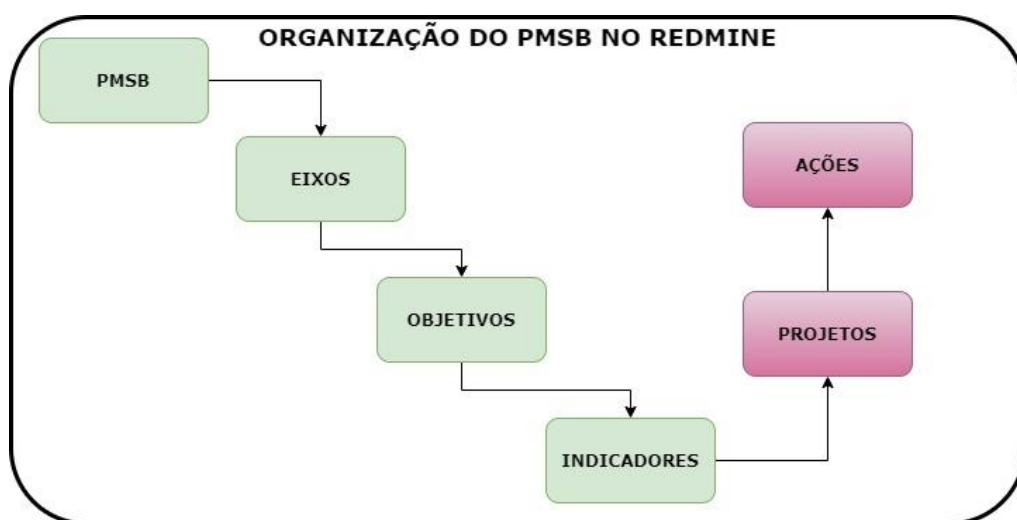 ORGANIZAÇÃO DO PMSB NO REDMINE
PMSB
EIXOS
OBJETIVOS
INDICADORES
PROJETOS
AÇÕES